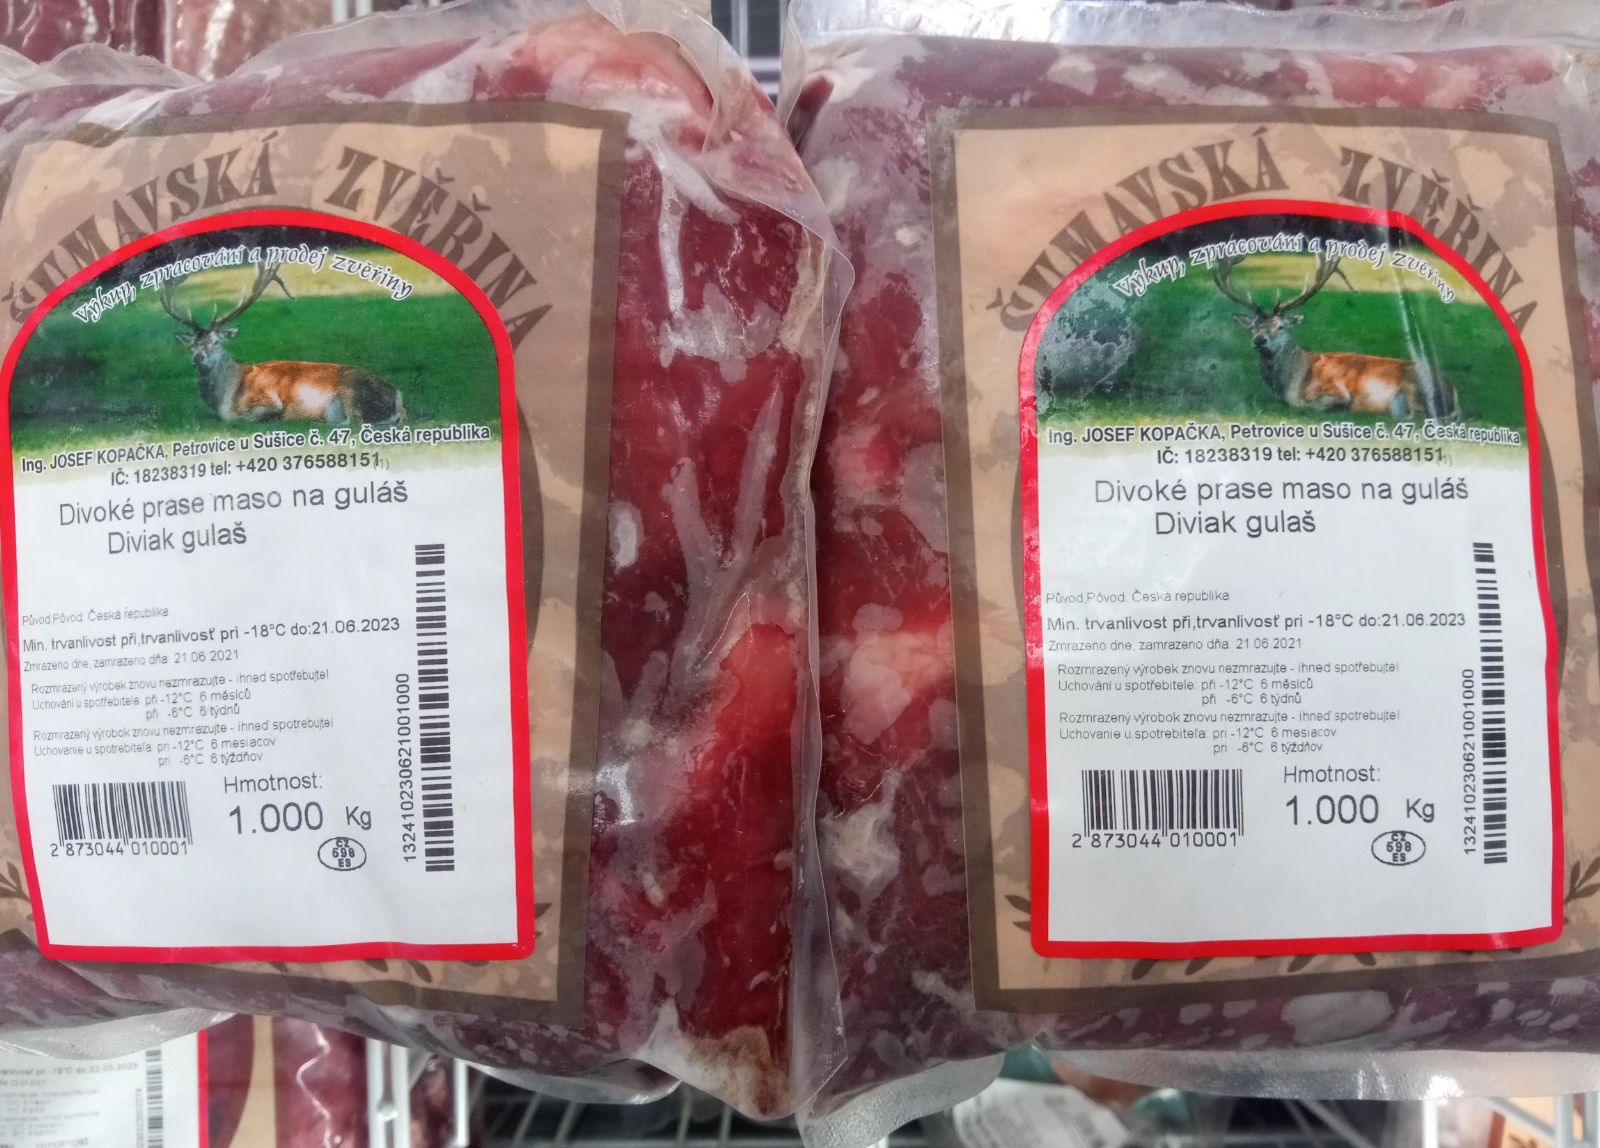 ŠUMAVSKÁ ZVĚŘINA
Výkup, zpracování a prodej zvěřiny
Ing. JOSEF KOPAČKA, Petrovice u Sušice č. 47, Česká republika
IČ: 18238319 tel: +420 376588151
Divoké prase maso na guláš
Diviak gulaš
Původ,Pôvod: Česká republika
Min. trvanlivost při,trvanlivosť pri -18°C do:21.06.2023
Zmrazeno dne, zamrazeno dňa: 21.06.2021
Rozmrazený výrobek znovu nezmrazujte - ihned spotřebujte!
Uchování u spotřebitele: při -12°C 6 měsíců
při -6°C 6 týdnů
Rozmrazený výrobok znovu nezmrazujte - ihneď spotrebujte!
Uchovanie u spotrebiteľa: pri -12°C 6 mesiacov
pri -6°C 6 týždňov
Hmotnost:
1.000 Kg
2 873044 010001
CZ
698
ES
132410230621001000
ŠUMAVSKÁ ZVĚŘINA
Výkup, zpracování a prodej zvěřiny
Ing. JOSEF KOPAČKA, Petrovice u Sušice č. 47, Česká republika
IČ: 18238319 tel: +420 376588151
Divoké prase maso na guláš
Diviak gulaš
Původ,Pôvod: Česká republika
Min. trvanlivost při,trvanlivosť pri -18°C do:21.06.2023
Zmrazeno dne, zamrazeno dňa: 21.06.2021
Rozmrazený výrobek znovu nezmrazujte - ihned spotřebujte!
Uchování u spotřebitele: při -12°C 6 měsíců
při -6°C 6 týdnů
Rozmrazený výrobok znovu nezmrazujte - ihneď spotrebujte!
Uchovanie u spotrebiteľa: pri -12°C 6 mesiacov
pri -6°C 6 týždňov
Hmotnost:
1.000 Kg
2 873044 010001
CZ
698
ES
132410230621001000